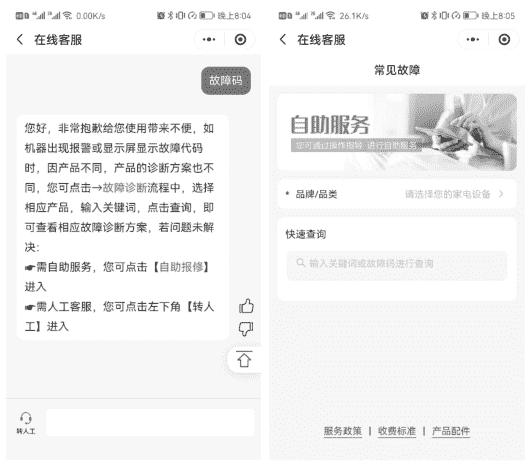 0.00K/s
晚上8:04
在线客服
故障码
您好，非常抱歉给您使用带来不便，如
机器出现报警或显示屏显示故障代码
时，因产品不同，产品的诊断方案也不
同，您可点击→故障诊断流程中，选择
相应产品，输入关键词，点击查询，即
可查看相应故障诊断方案，若问题未解
决：
☛需自助服务，您可点击【自助报修】
进入
☛需人工客服，您可点击左下角【转人
工】进入
转人工
26.1K/s
晚上8:05
在线客服
常见故障
自助服务
您可通过操作指导 进行自助服务
* 品牌/品类
请选择您的家电设备
快速查询
输入关键词或故障码进行查询
服务政策 | 收费标准 | 产品配件